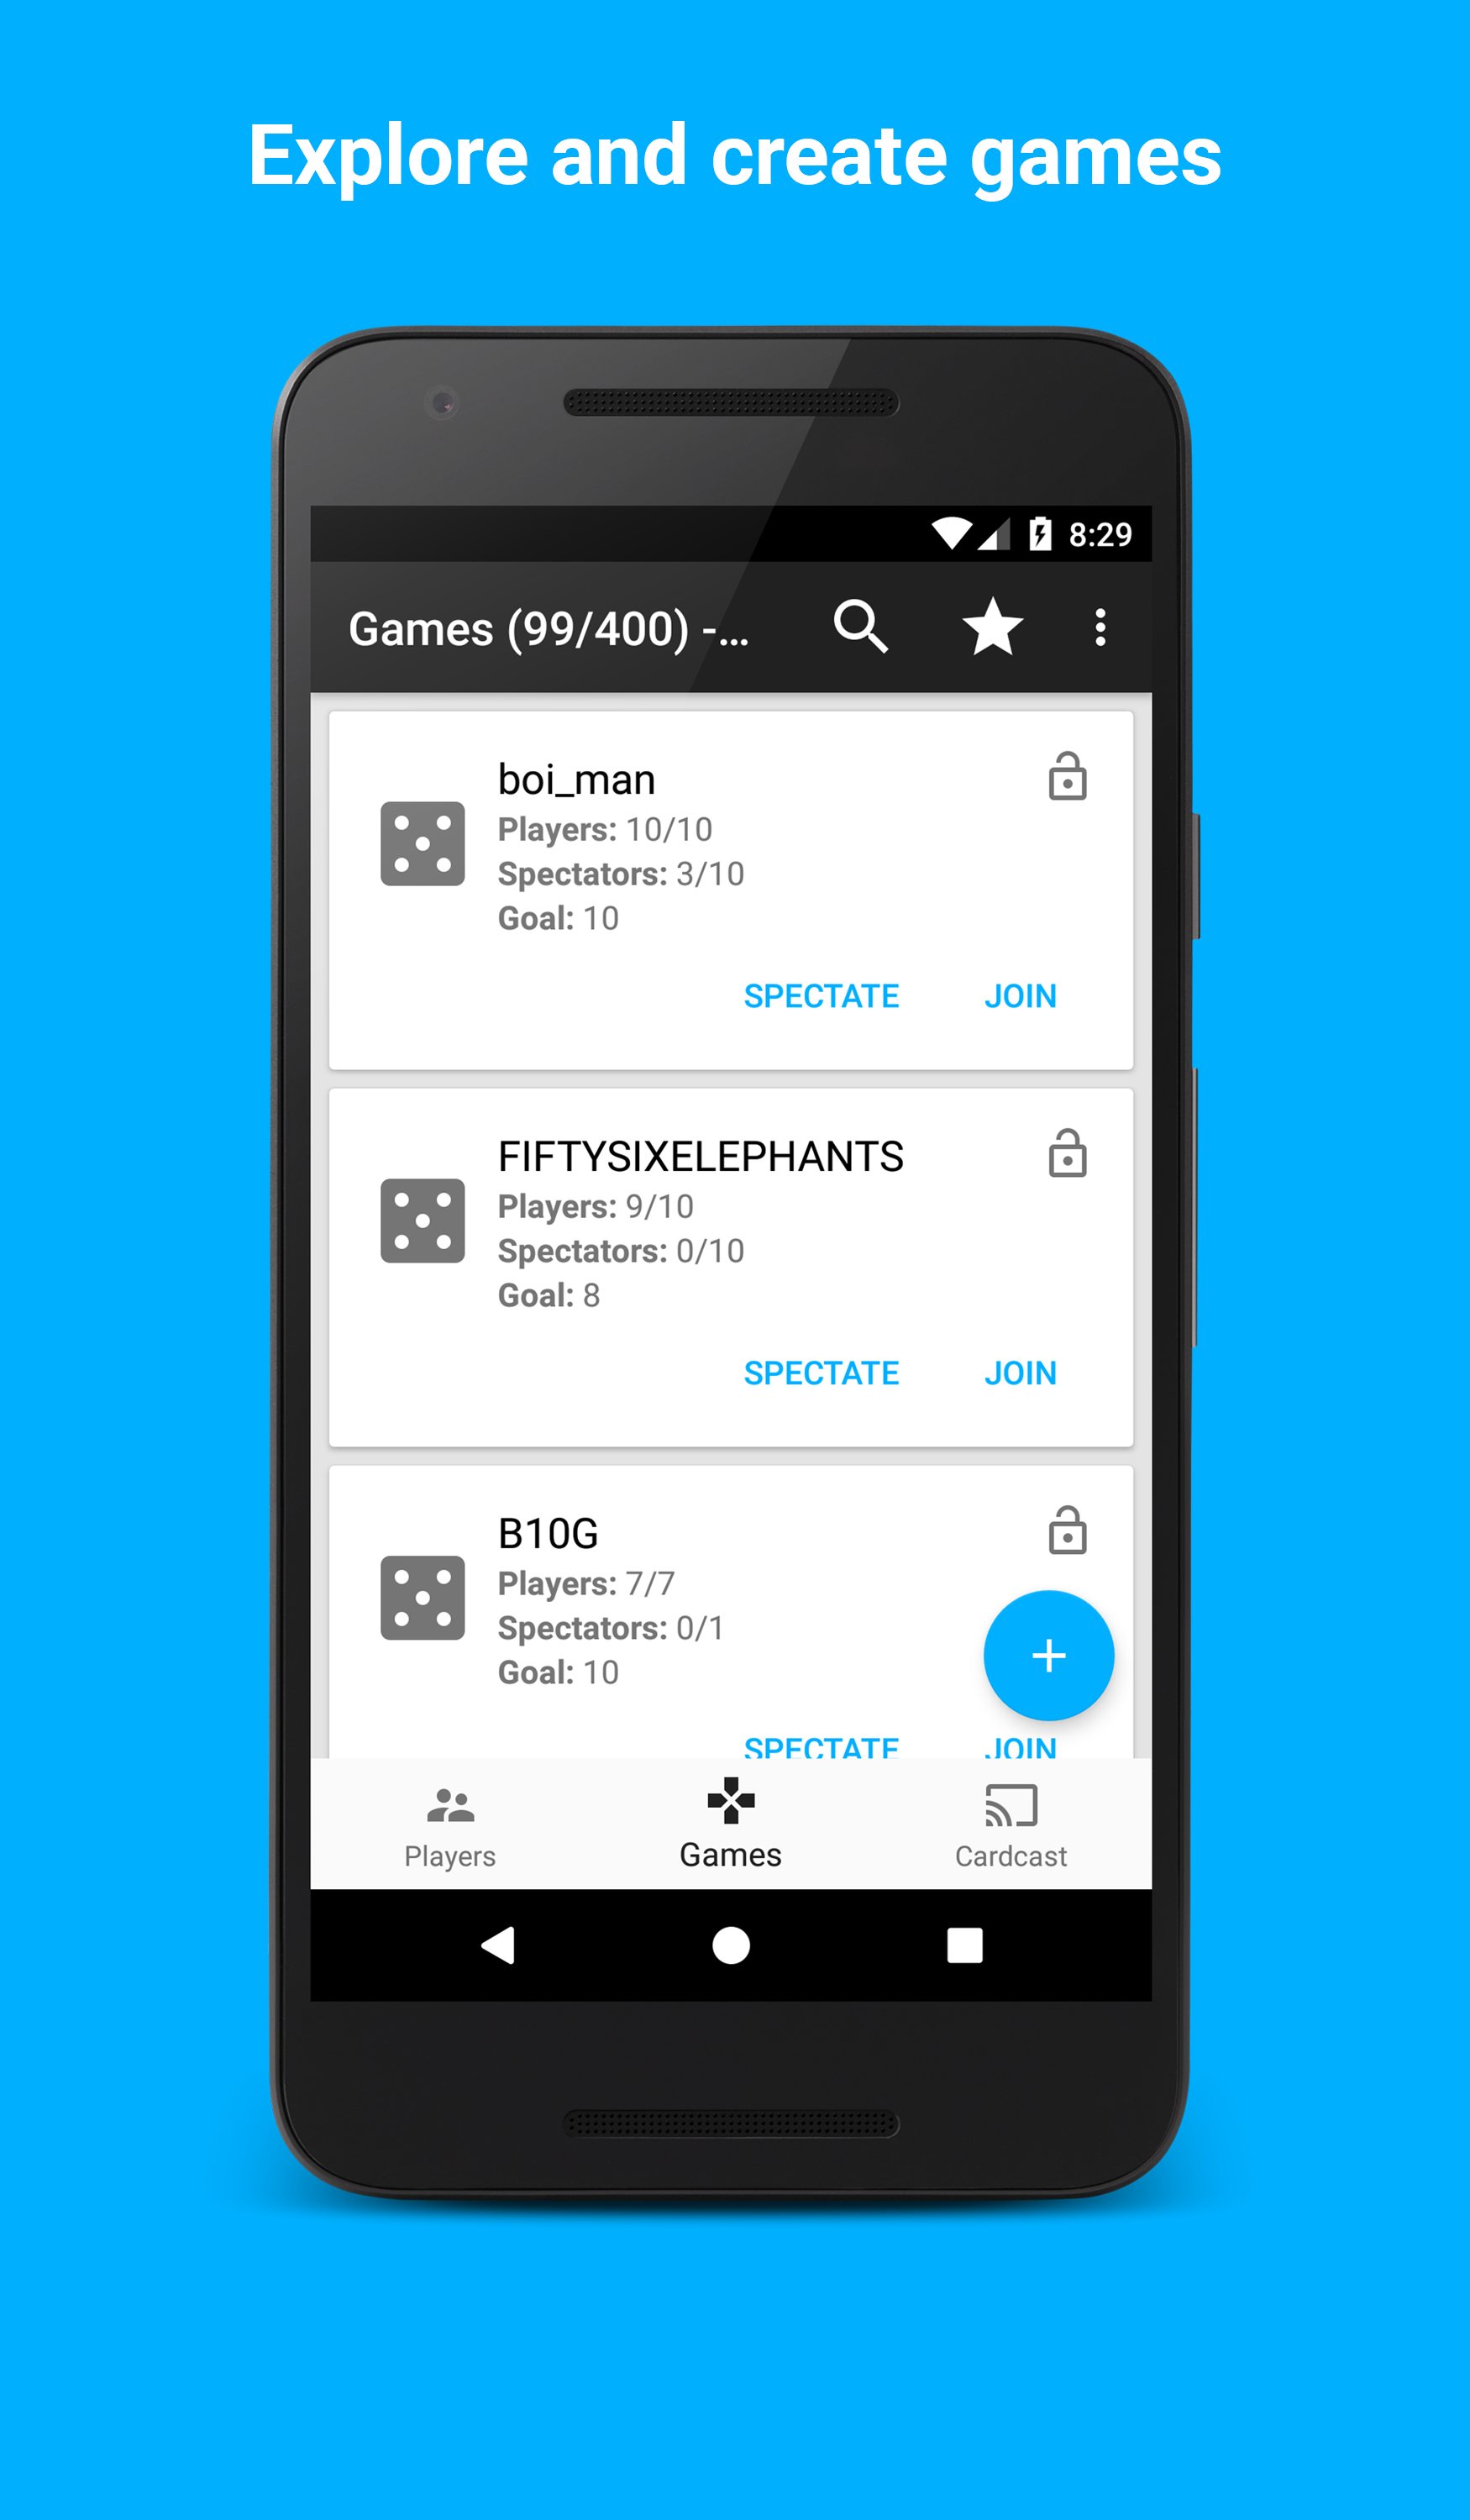 Explore and create games
8:29
Games (99/400) -...
boi_man
Players: 10/10
Spectators: 3/10
Goal: 10
SPECTATE JOIN
FIFTYSIXELEPHANTS
Players: 9/10
Spectators: 0/10
Goal: 8
SPECTATE JOIN
B10G
Players: 7/7
Spectators: 0/1
Goal: 10
SPECTATE JOIN
Players Games Cardcast